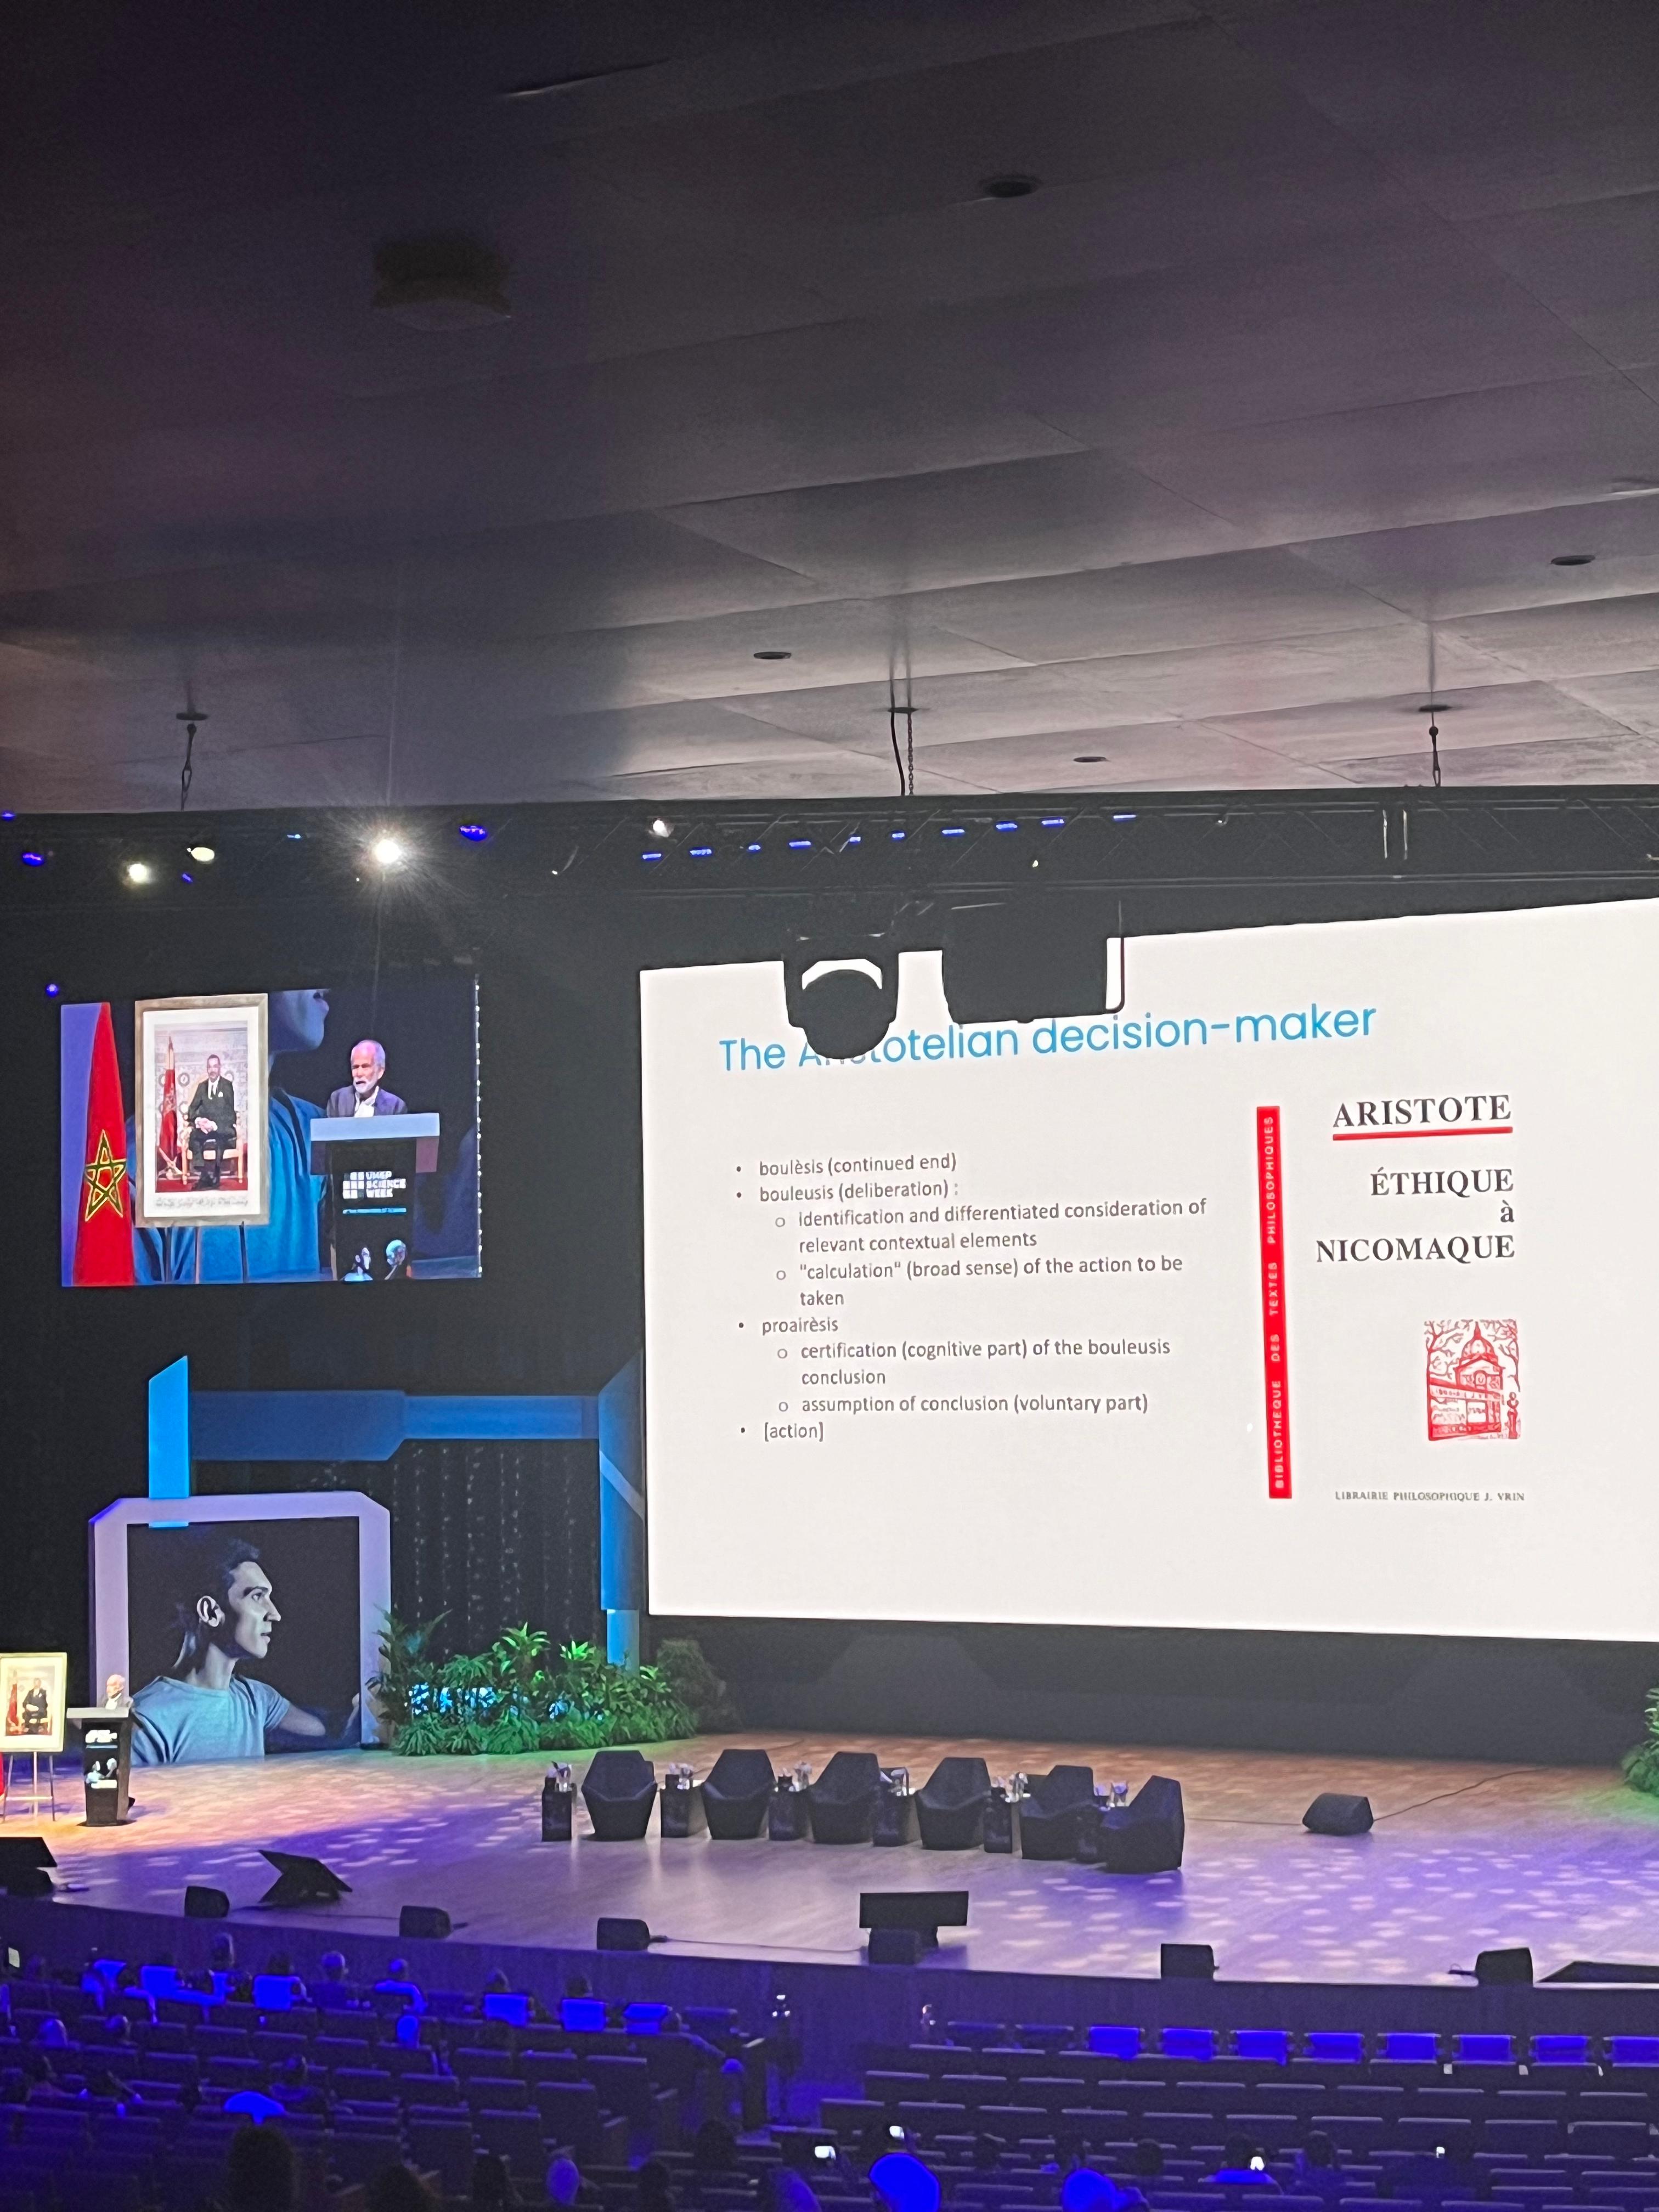 The Aristotelian decision-maker
• boulèsis (continued end)
• bouleusis (deliberation) :
o identification and differentiated consideration of
relevant contextual elements
o "calculation" (broad sense) of the action to be
taken
• proairèsis
o certification (cognitive part) of the bouleusis
conclusion
o assumption of conclusion (voluntary part)
• [action]
BIBLIOTHEQUE DES TEXTES PHILOSOPHIQUES
ARISTOTE
ÉTHIQUE
à
NICOMAQUE
LIBRAIRIE PHILOSOPHIQUE J. VRIN
UM6P
SCIENCE
WEEK